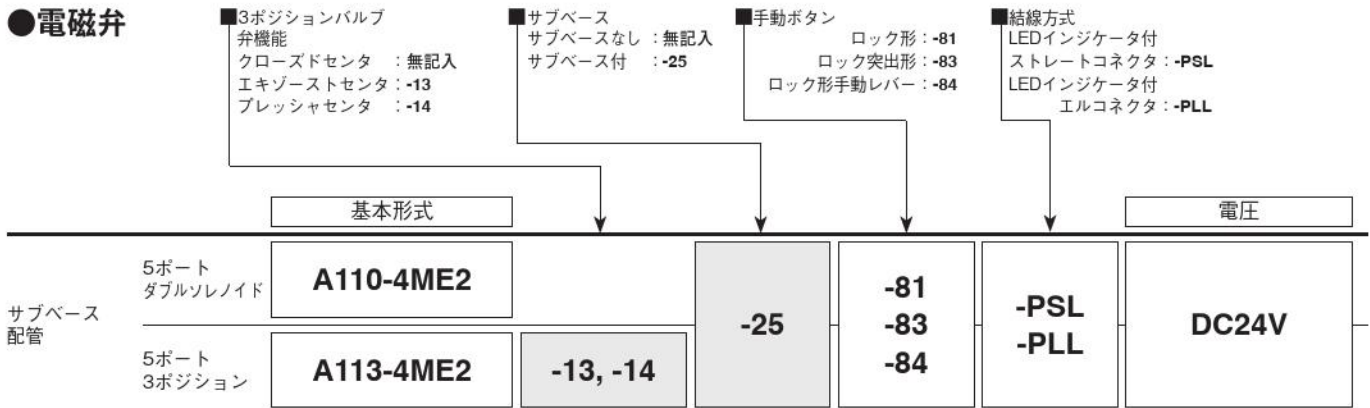 ●電磁弁
■3ポジションバルブ
弁機能
クローズドセンタ ：無記入
エキゾーストセンタ：-13
プレッシャセンタ ：-14
■サブベース
サブベースなし ：無記入
サブベース付 ：-25
■手動ボタン
ロック形：-81
ロック突出形：-83
ロック形手動レバー：-84
■結線方式
LEDインジケータ付
ストレートコネクタ：-PSL
LEDインジケータ付
エルコネクタ：-PLL
基本形式
電圧
サブベース
配管
5ポート
ダブルソレノイド
A110-4ME2
5ポート
3ポジション
A113-4ME2
-13, -14
-25
-81
-83
-84
-PSL
-PLL
DC24V